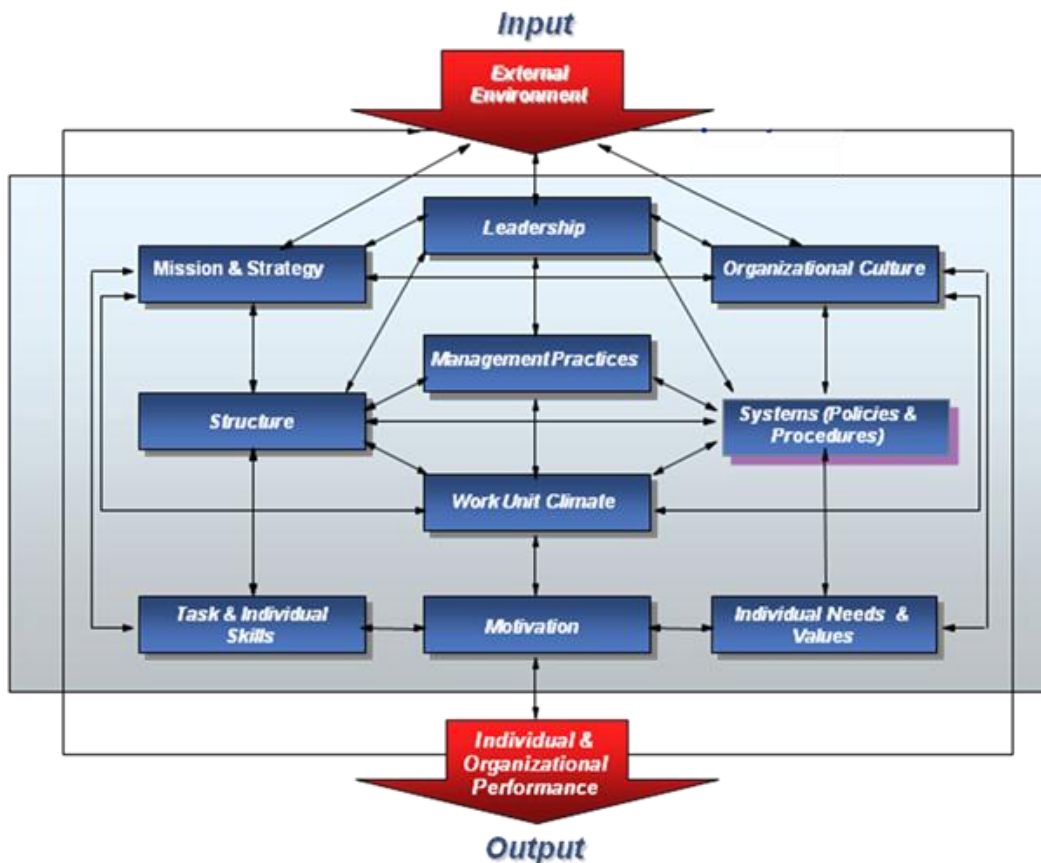 Input
External
Environment
Leadership
Mission & Strategy
Organizational Culture
Management Practices
Structure
Systems (Policies &
Procedures)
Work Unit Climate
Task & Individual
Skills
Motivation
Individual Needs &
Values
Individual &
Organizational
Performance
Output